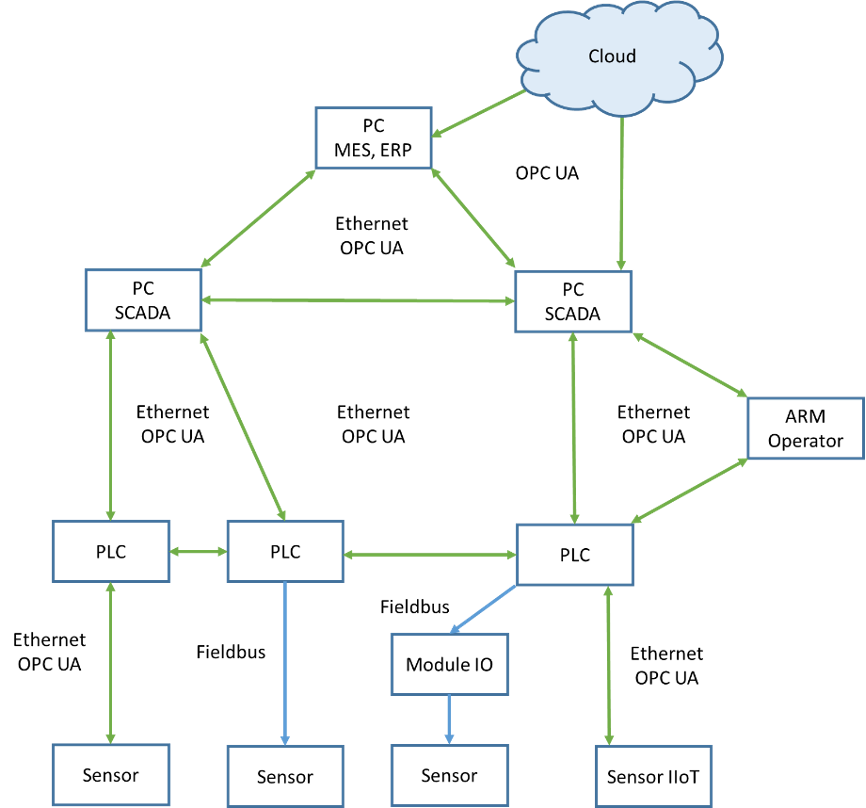 Cloud
PC
MES, ERP
OPC UA
Ethernet
OPC UA
PC
SCADA
PC
SCADA
Ethernet
OPC UA
Ethernet
OPC UA
Ethernet
OPC UA
ARM
Operator
PLC
PLC
PLC
Fieldbus
Ethernet
OPC UA
Fieldbus
Module IO
Ethernet
OPC UA
Sensor
Sensor
Sensor
Sensor IIoT